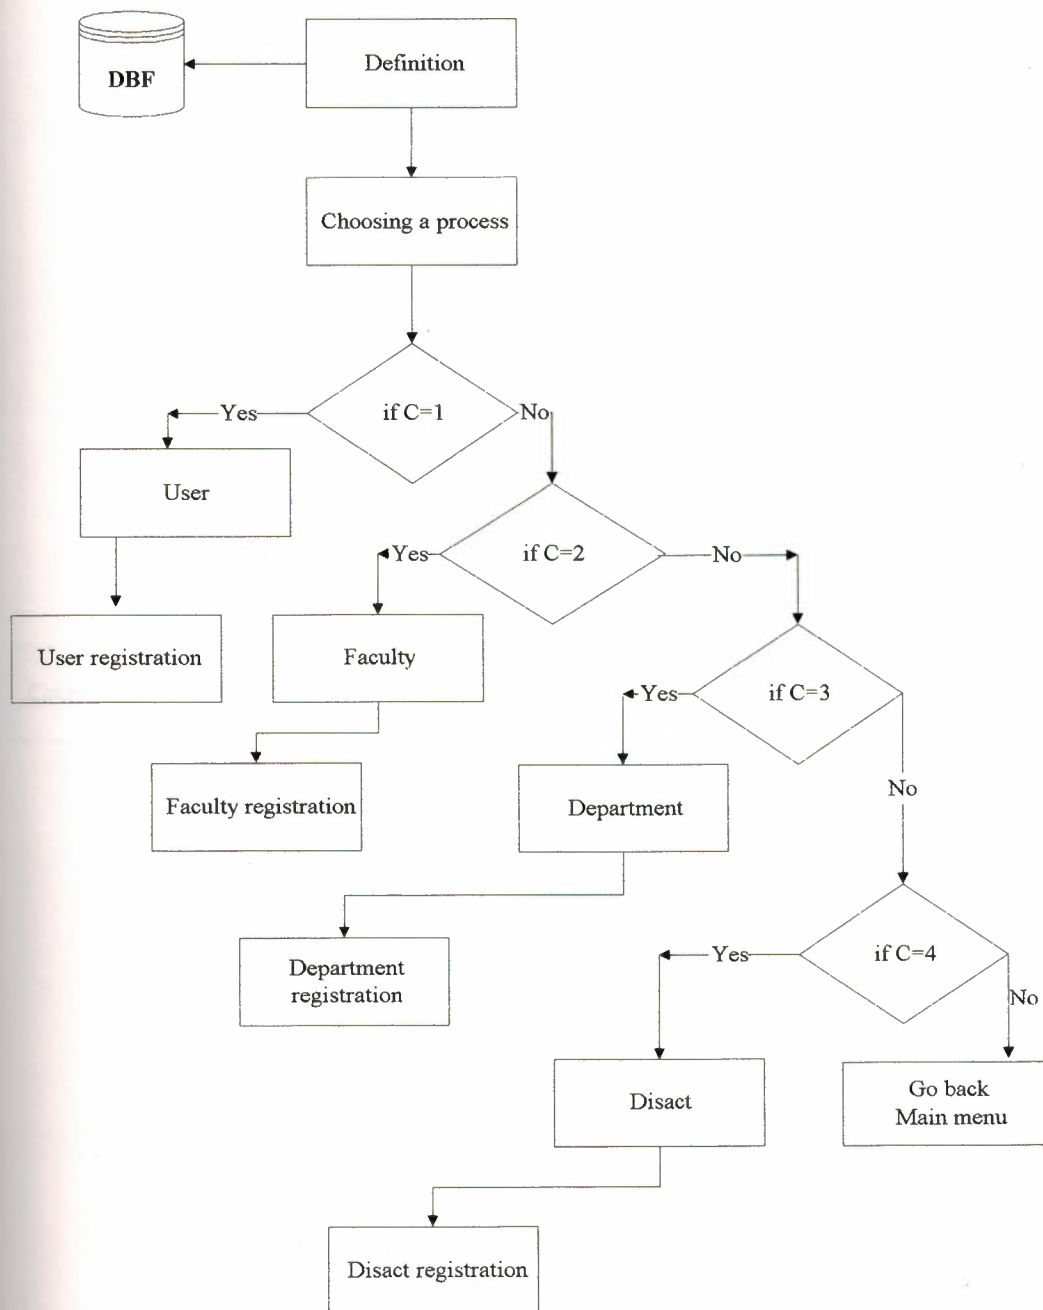 DBF
Definition
Choosing a process
if C=1
Yes
No
User
if C=2
Yes
No
User registration
Faculty
if C=3
Yes
No
Faculty registration
Department
if C=4
Yes
No
Department
registration
Disact
Go back
Main menu
Disact registration